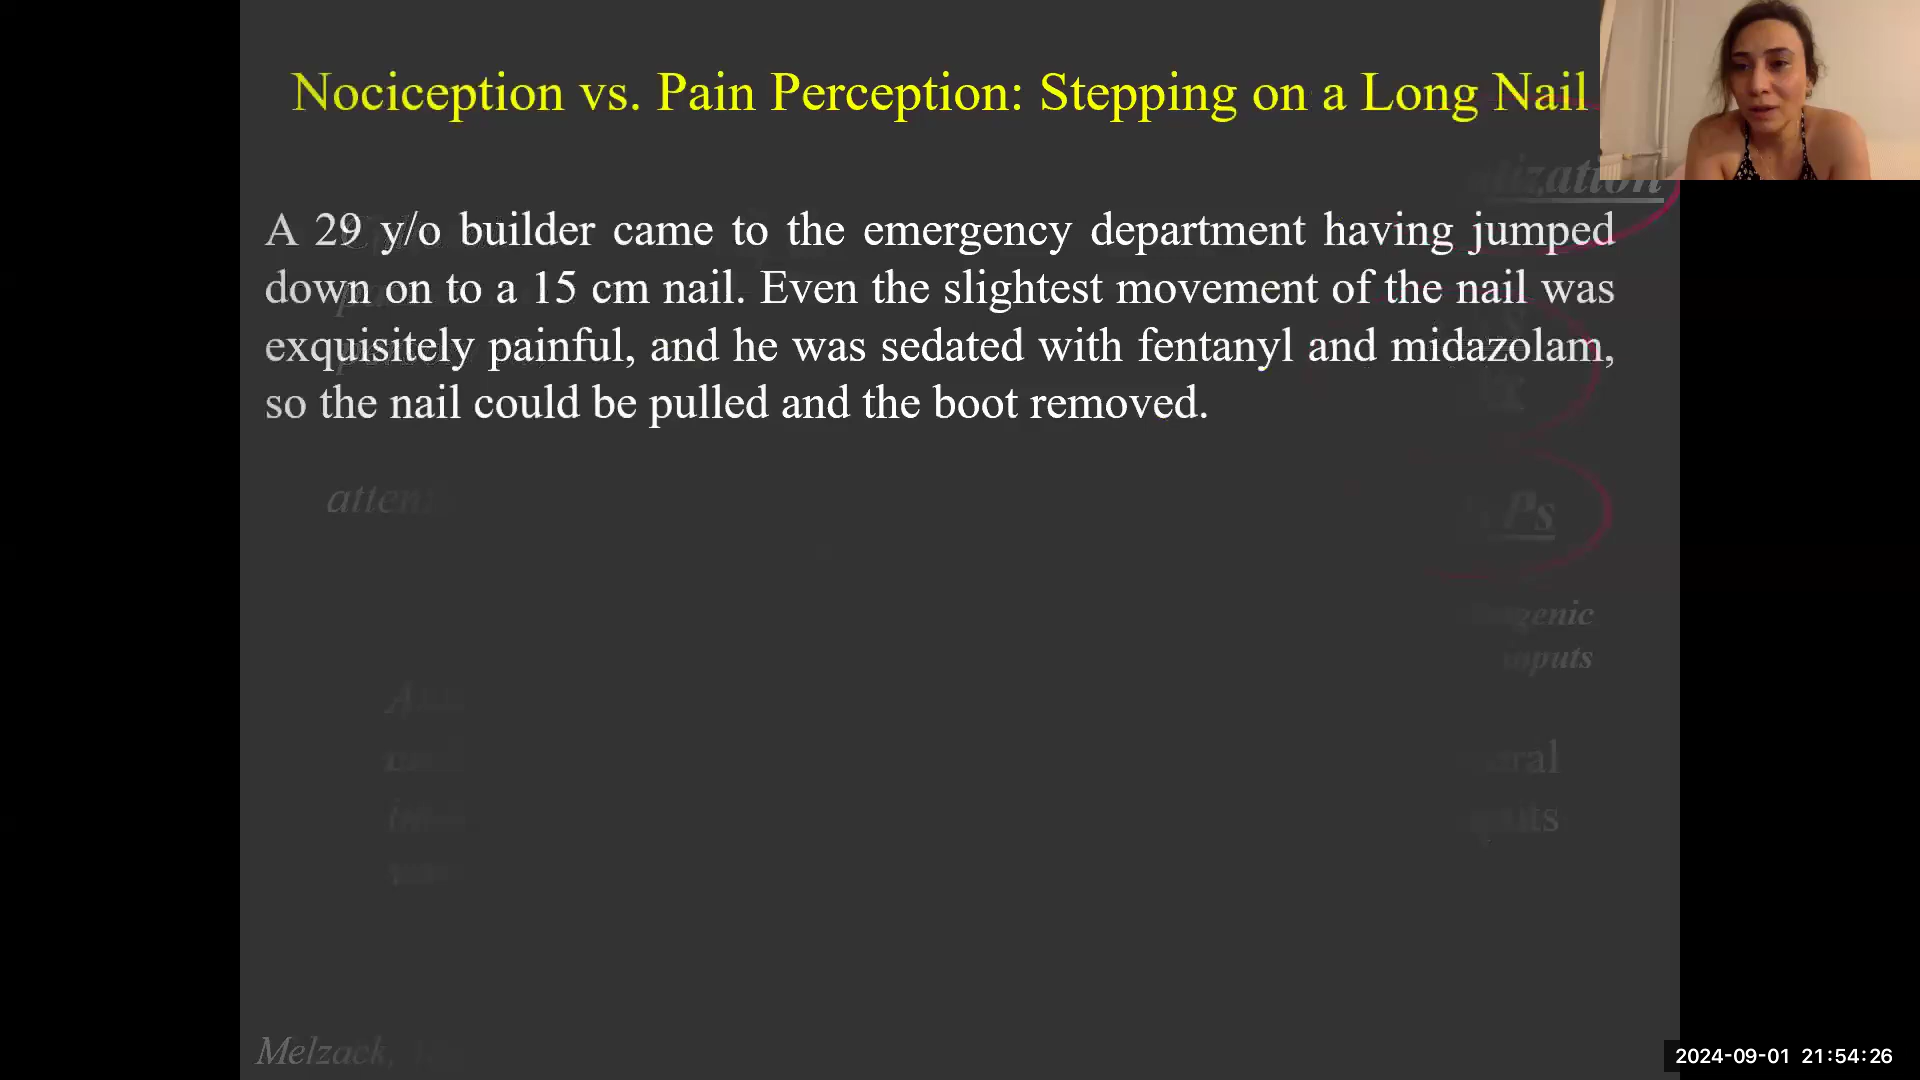 Nociception vs. Pain Perception: Stepping on a Long Nail
A 29 y/o builder came to the emergency department having jumped
down on to a 15 cm nail. Even the slightest movement of the nail was
exquisitely painful, and he was sedated with fentanyl and midazolam,
so the nail could be pulled and the boot removed.
Ps
inputs
Melzack,
2024-09-01 21:54:26